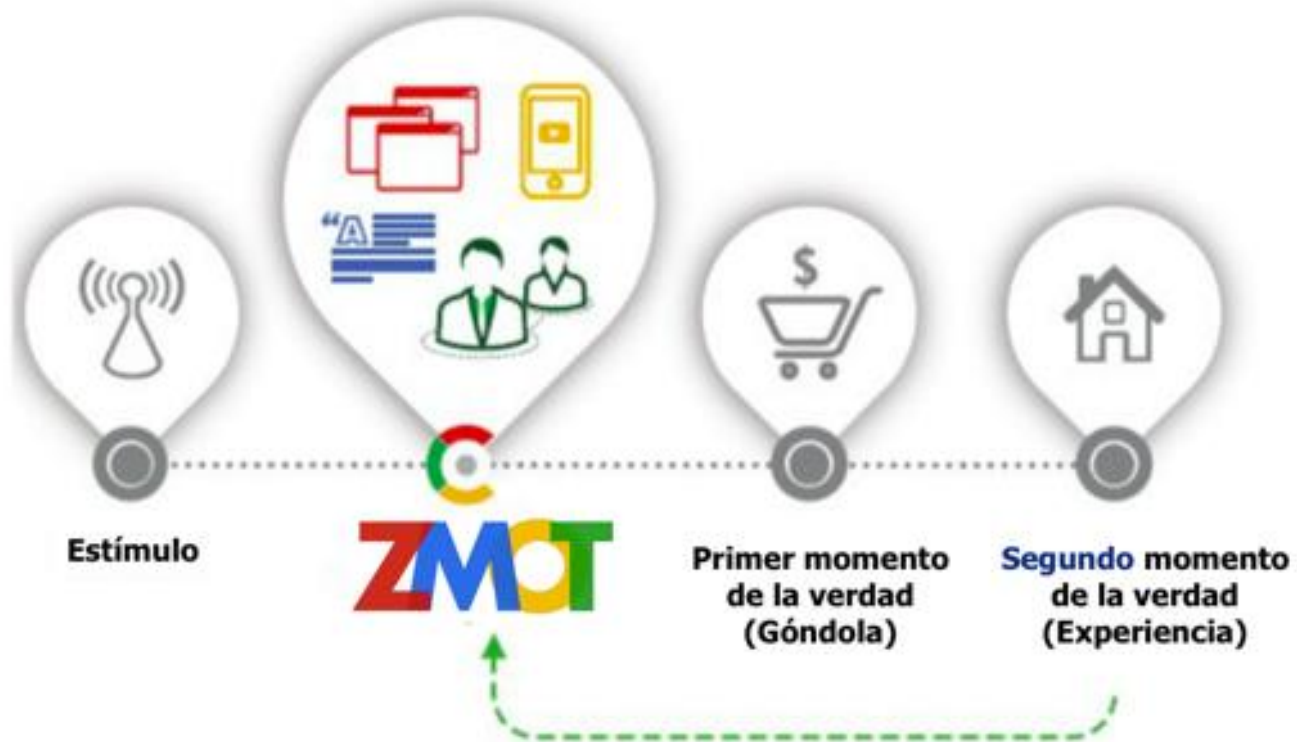 “A
$
Estímulo
ZMOT
Primer momento
de la verdad
(Góndola)
Segundo momento
de la verdad
(Experiencia)